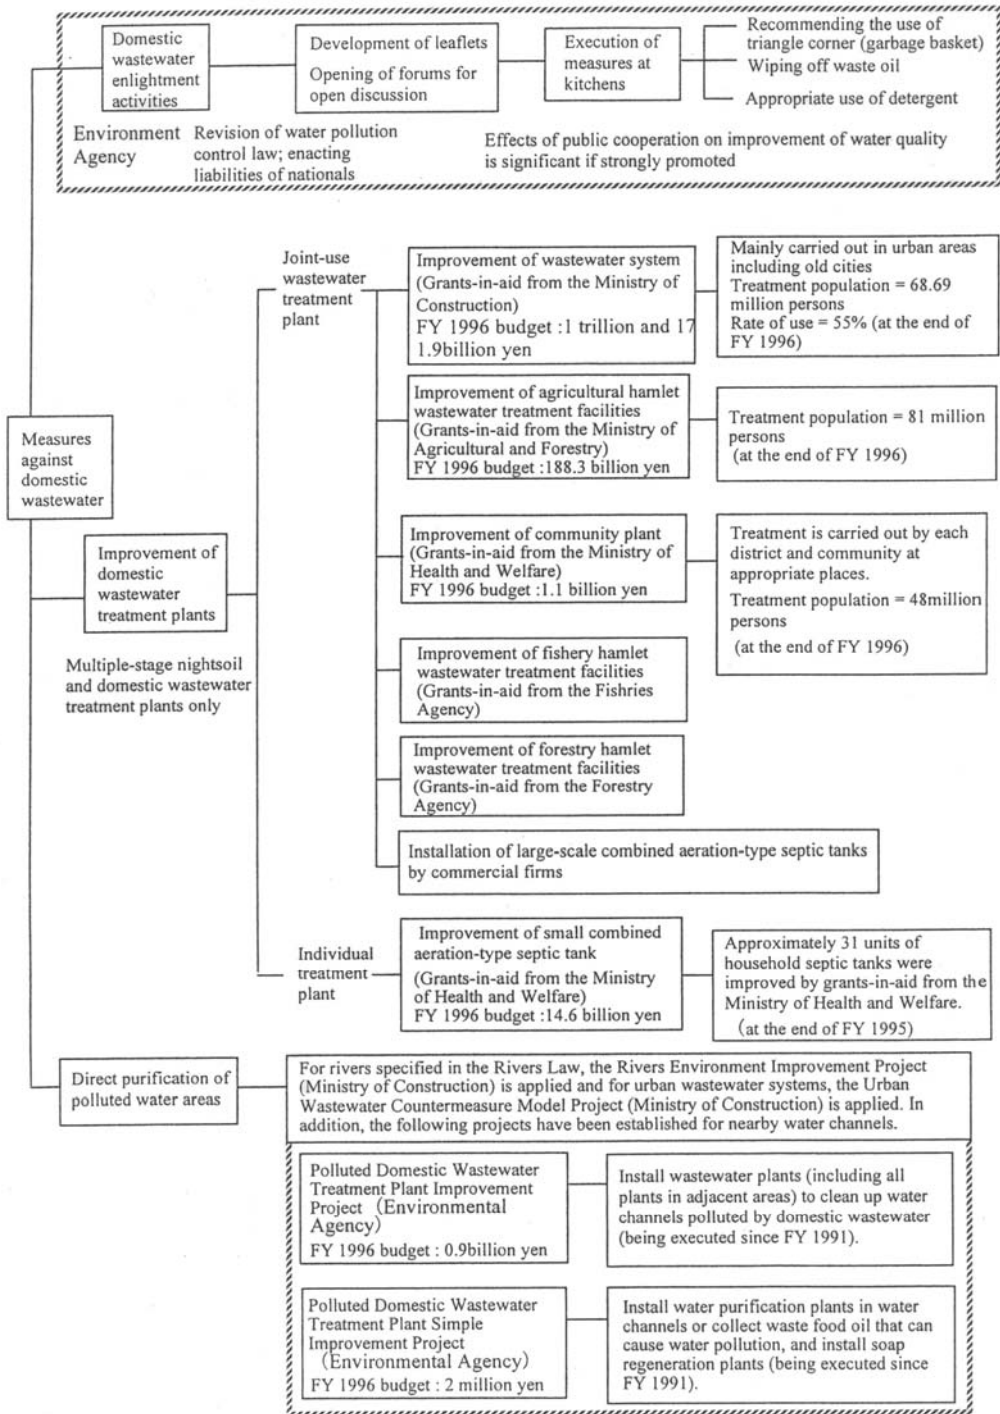 Domestic
wastewater
enlightment
activities
Development of leaflets
Opening of forums for
open discussion
Execution of
measures at
kitchens
Recommending the use of
triangle corner (garbage basket)
Wiping off waste oil
Appropriate use of detergent
Environment
Agency
Revision of water pollution
control law; enacting
liabilities of nationals
Effects of public cooperation on improvement of water quality
is significant if strongly promoted
Measures
against
domestic
wastewater
Improvement of
domestic
wastewater
treatment plants
Multiple-stage nightsoil
and domestic wastewater
treatment plants only
Joint-use
wastewater
treatment
plant
Improvement of wastewater system
(Grants-in-aid from the Ministry of
Construction)
FY 1996 budget :1 trillion and 17
1.9billion yen
Mainly carried out in urban areas
including old cities
Treatment population = 68.69
million persons
Rate of use = 55% (at the end of
FY 1996)
Improvement of agricultural hamlet
wastewater treatment facilities
(Grants-in-aid from the Ministry of
Agricultural and Forestry)
FY 1996 budget :188.3 billion yen
Treatment population = 81 million
persons
(at the end of FY 1996)
Improvement of community plant
(Grants-in-aid from the Ministry of
Health and Welfare)
FY 1996 budget :1.1 billion yen
Treatment is carried out by each
district and community at
appropriate places.
Treatment population = 48million
persons
(at the end of FY 1996)
Improvement of fishery hamlet
wastewater treatment facilities
(Grants-in-aid from the Fishries
Agency)
Improvement of forestry hamlet
wastewater treatment facilities
(Grants-in-aid from the Forestry
Agency)
Installation of large-scale combined aeration-type septic tanks
by commercial firms
Individual
treatment
plant
Improvement of small combined
aeration-type septic tank
(Grants-in-aid from the Ministry
of Health and Welfare)
FY 1996 budget :14.6 billion yen
Approximately 31 units of
household septic tanks were
improved by grants-in-aid from the
Ministry of Health and Welfare.
(at the end of FY 1995)
Direct purification of
polluted water areas
For rivers specified in the Rivers Law, the Rivers Environment Improvement Project
(Ministry of Construction) is applied and for urban wastewater systems, the Urban
Wastewater Countermeasure Model Project (Ministry of Construction) is applied. In
addition, the following projects have been established for nearby water channels.
Polluted Domestic Wastewater
Treatment Plant Improvement
Project (Environmental
Agency)
FY 1996 budget : 0.9billion yen
Install wastewater plants (including all
plants in adjacent areas) to clean up water
channels polluted by domestic wastewater
(being executed since FY 1991).
Polluted Domestic Wastewater
Treatment Plant Simple
Improvement Project
(Environmental Agency)
FY 1996 budget : 2 million yen
Install water purification plants in water
channels or collect waste food oil that can
cause water pollution, and install soap
regeneration plants (being executed since
FY 1991).